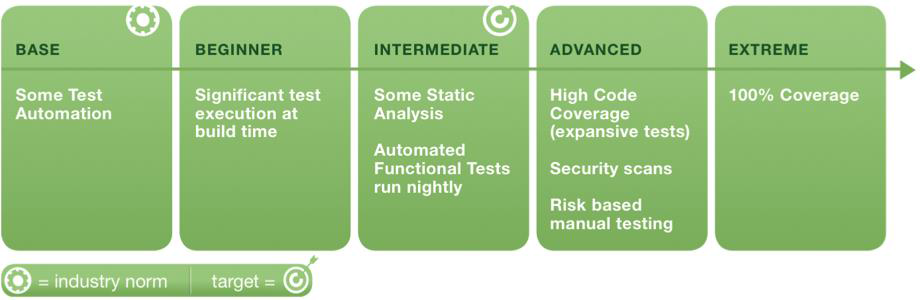 BASE
Some Test
Automation
BEGINNER
Significant test
execution at
build time
INTERMEDIATE
Some Static
Analysis
Automated
Functional Tests
run nightly
ADVANCED
High Code
Coverage
(expansive tests)
Security scans
Risk based
manual testing
EXTREME
100% Coverage
= industry norm
target =